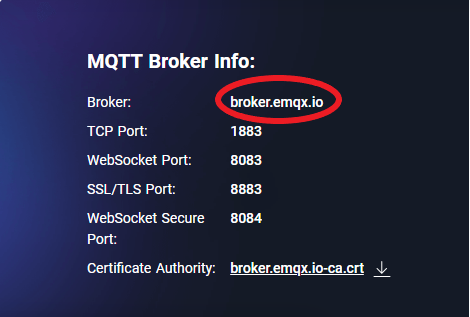 MQTT Broker Info:
Broker: broker.emqx.io
TCP Port: 1883
WebSocket Port: 8083
SSL/TLS Port: 8883
WebSocket Secure 8084
Port:
Certificate Authority: broker.emqx.io-ca.crt